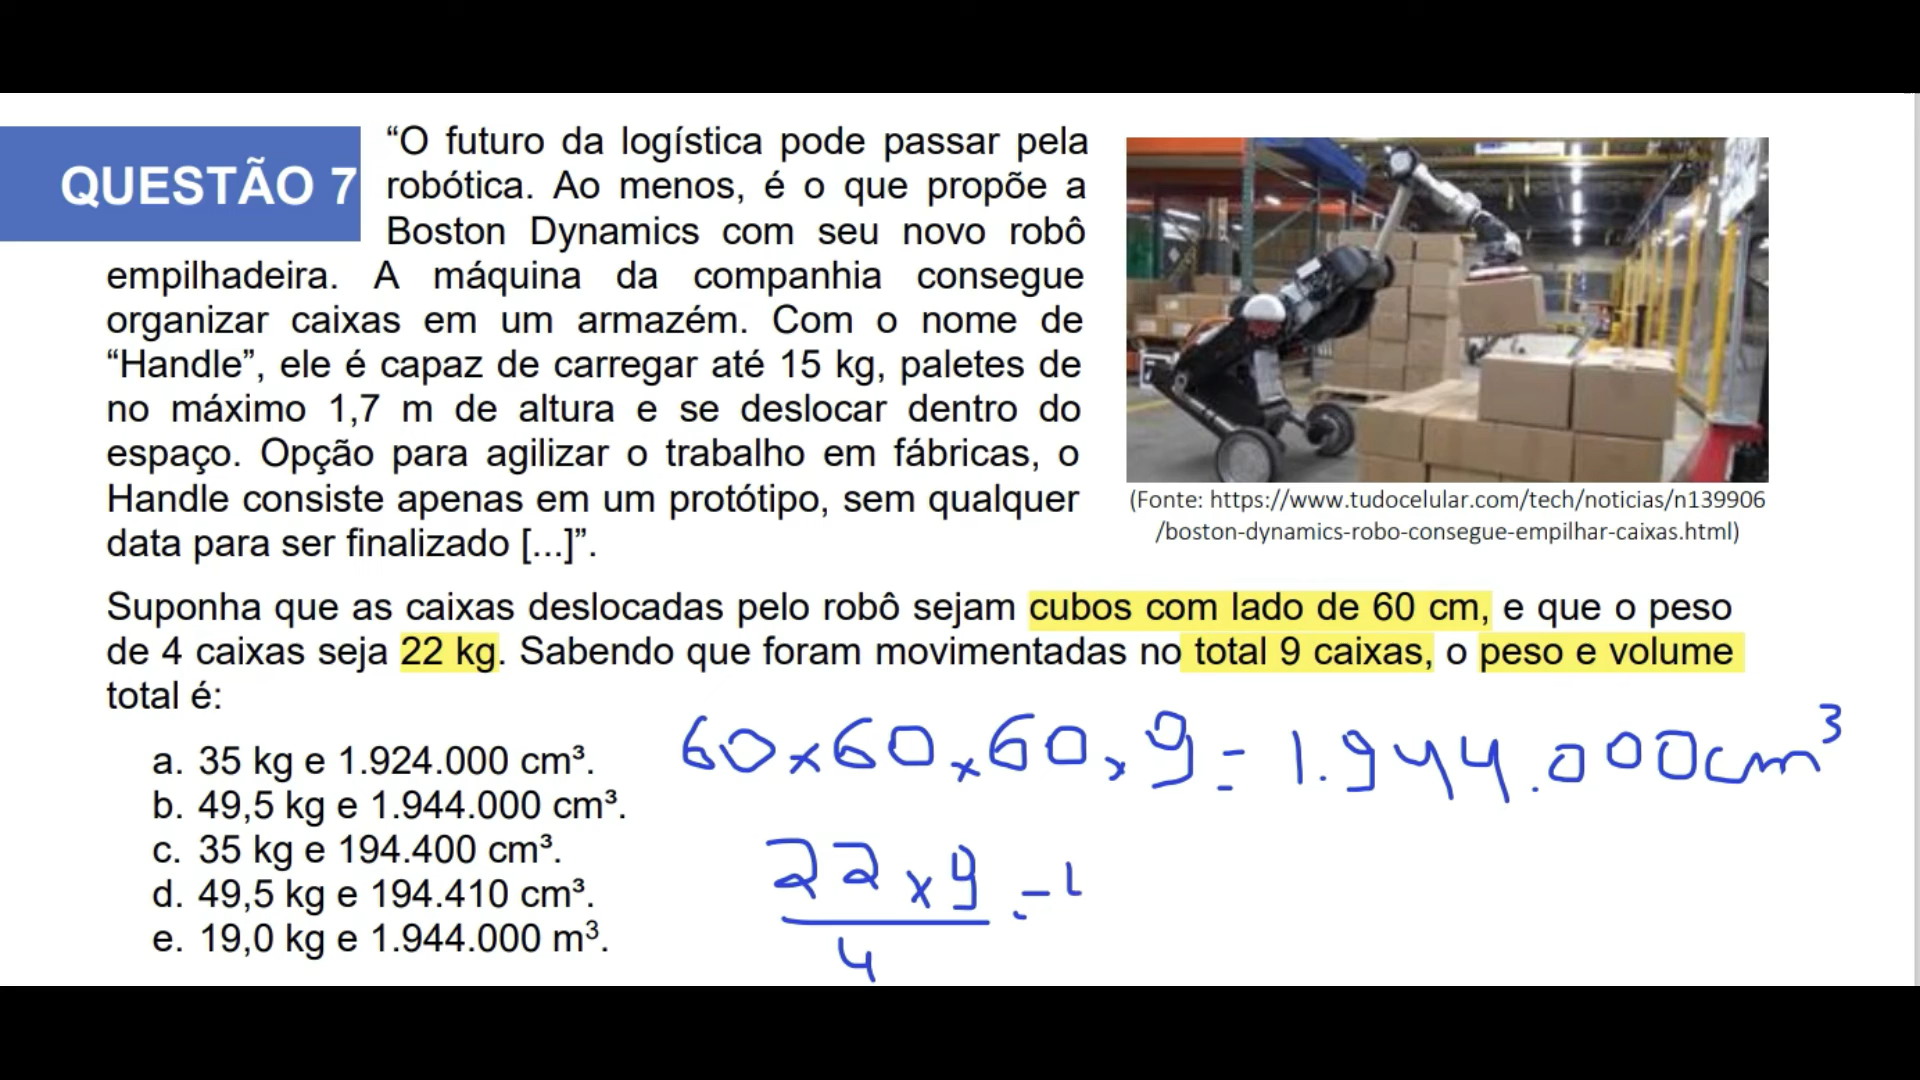 QUESTÃO 7
“O futuro da logística pode passar pela
robótica. Ao menos, é o que propõe a
Boston Dynamics com seu novo robô
empilhadeira. A máquina da companhia consegue
organizar caixas em um armazém. Com o nome de
“Handle”, ele é capaz de carregar até 15 kg, paletes de
no máximo 1,7 m de altura e se deslocar dentro do
espaço. Opção para agilizar o trabalho em fábricas, o
Handle consiste apenas em um protótipo, sem qualquer
data para ser finalizado [...]”.
(Fonte: https://www.tudocelular.com/tech/noticias/n139906
/boston-dynamics-robo-consegue-empilhar-caixas.html)
Suponha que as caixas deslocadas pelo robô sejam cubos com lado de 60 cm, e que o peso
de 4 caixas seja 22 kg. Sabendo que foram movimentadas no total 9 caixas, o peso e volume
total é:
a. 35 kg e 1.924.000 cm³.
b. 49,5 kg e 1.944.000 cm³.
c. 35 kg e 194.400 cm³.
d. 49,5 kg e 194.410 cm³.
e. 19,0 kg e 1.944.000 m³.
60x60x60x9=1.944.000cm³
22x9 =
4